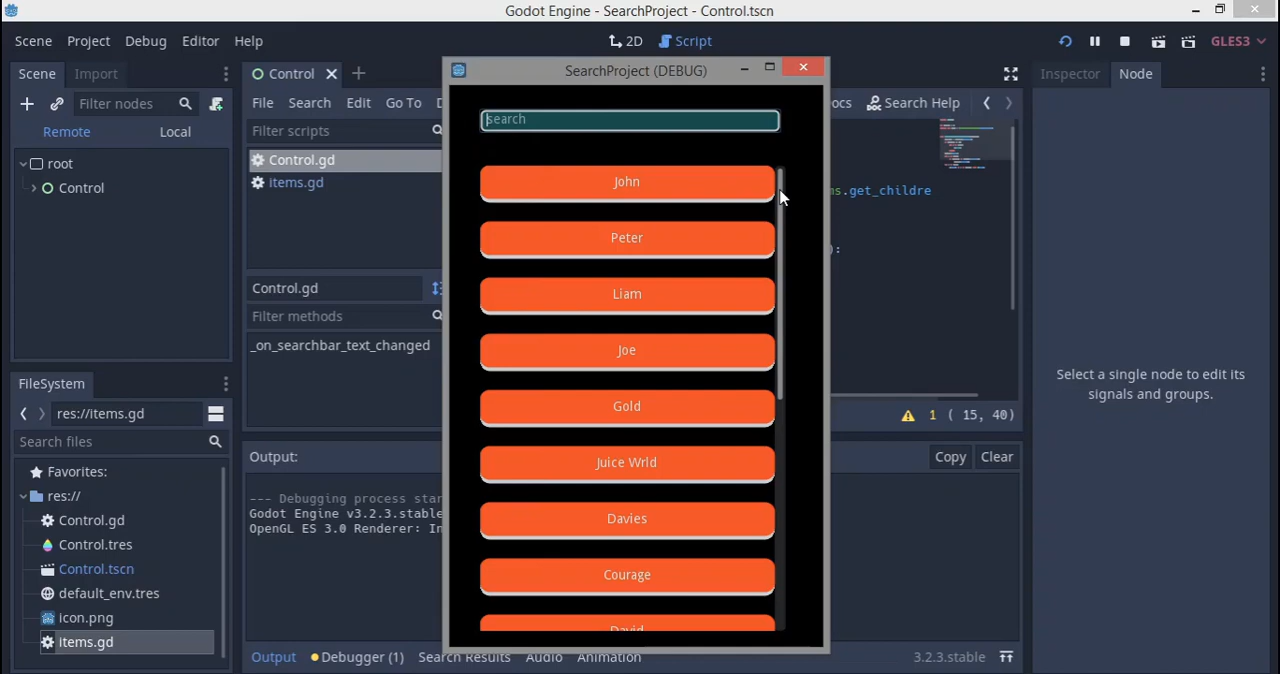 Godot Engine - SearchProject - Control.tscn
Scene Project Debug Editor Help
2D Script
GLES3
Scene Import
Filter nodes
Remote Local
root
Control
FileSystem
res://items.gd
Search files
Favorites:
res://
Control.gd
Control.tres
Control.tscn
default_env.tres
icon.png
items.gd
Control
File Search Edit Go To
Search Help
Filter scripts
Control.gd
items.gd
Control.gd
Filter methods
_on_searchbar_text_changed
.get_childre
):
1 ( 15, 40)
Output:
Copy Clear
--- Debugging process star
Godot Engine v3.2.3.stable
OpenGL ES 3.0 Renderer: In
Output Debugger (1) Search Results Audio Animation
3.2.3.stable
SearchProject (DEBUG)
search
John
Peter
Liam
Joe
Gold
Juice Wrld
Davies
Courage
David
Inspector Node
Select a single node to edit its
signals and groups.